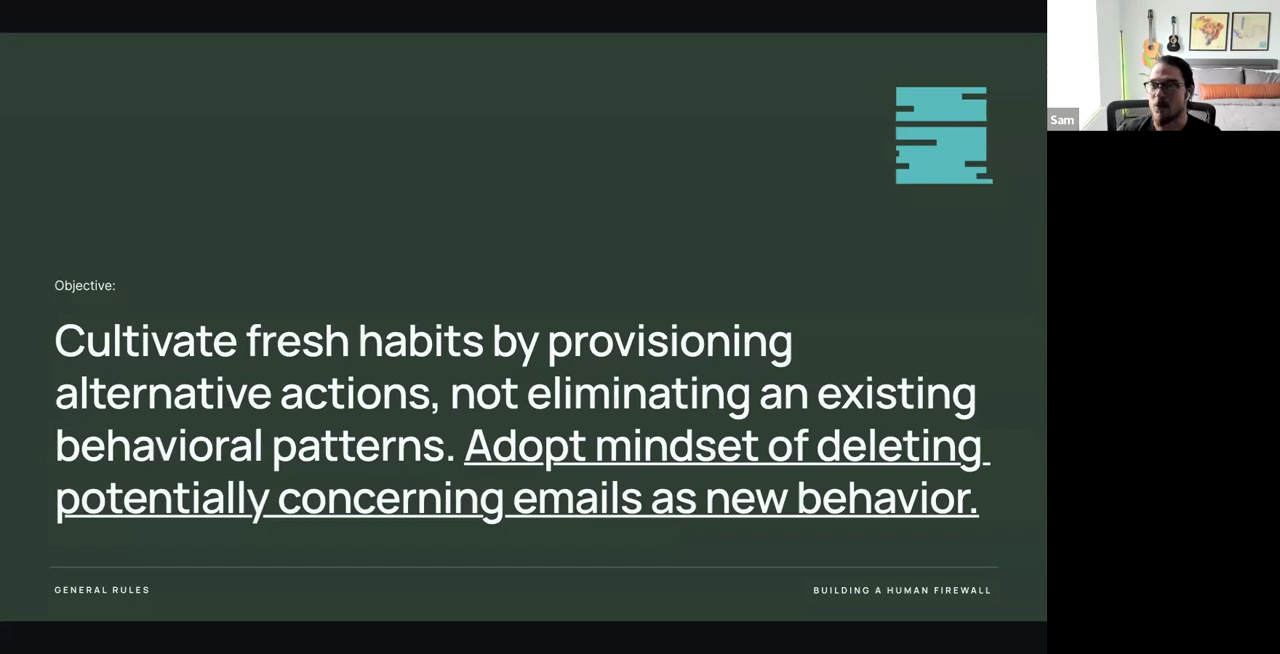 Sam
Objective:
Cultivate fresh habits by provisioning
alternative actions, not eliminating an existing
behavioral patterns. Adopt mindset of deleting
potentially concerning emails as new behavior.
GENERAL RULES
BUILDING A HUMAN FIREWALL